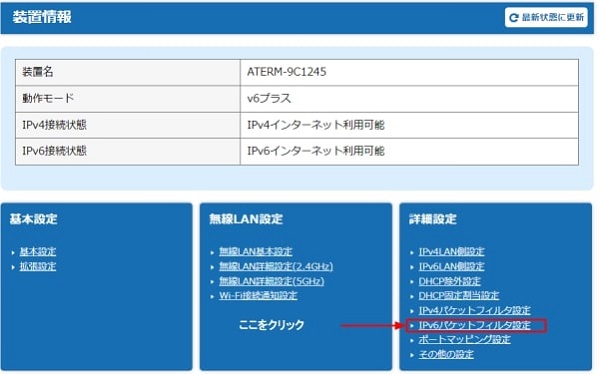 装置情報
最新状態に更新
装置名 ATERM-9C1245
動作モード v6プラス
IPv4接続状態 IPv4インターネット利用可能
IPv6接続状態 IPv6インターネット利用可能
基本設定
基本設定
拡張設定
無線LAN設定
無線LAN基本設定
無線LAN詳細設定(2.4GHz)
無線LAN詳細設定(5GHz)
Wi-Fi接続通知設定
ここをクリック
詳細設定
IPv4LAN側設定
IPv6LAN側設定
DHCP除外設定
DHCP固定割当設定
IPv4パケットフィルタ設定
IPv6パケットフィルタ設定
ポートマッピング設定
その他の設定